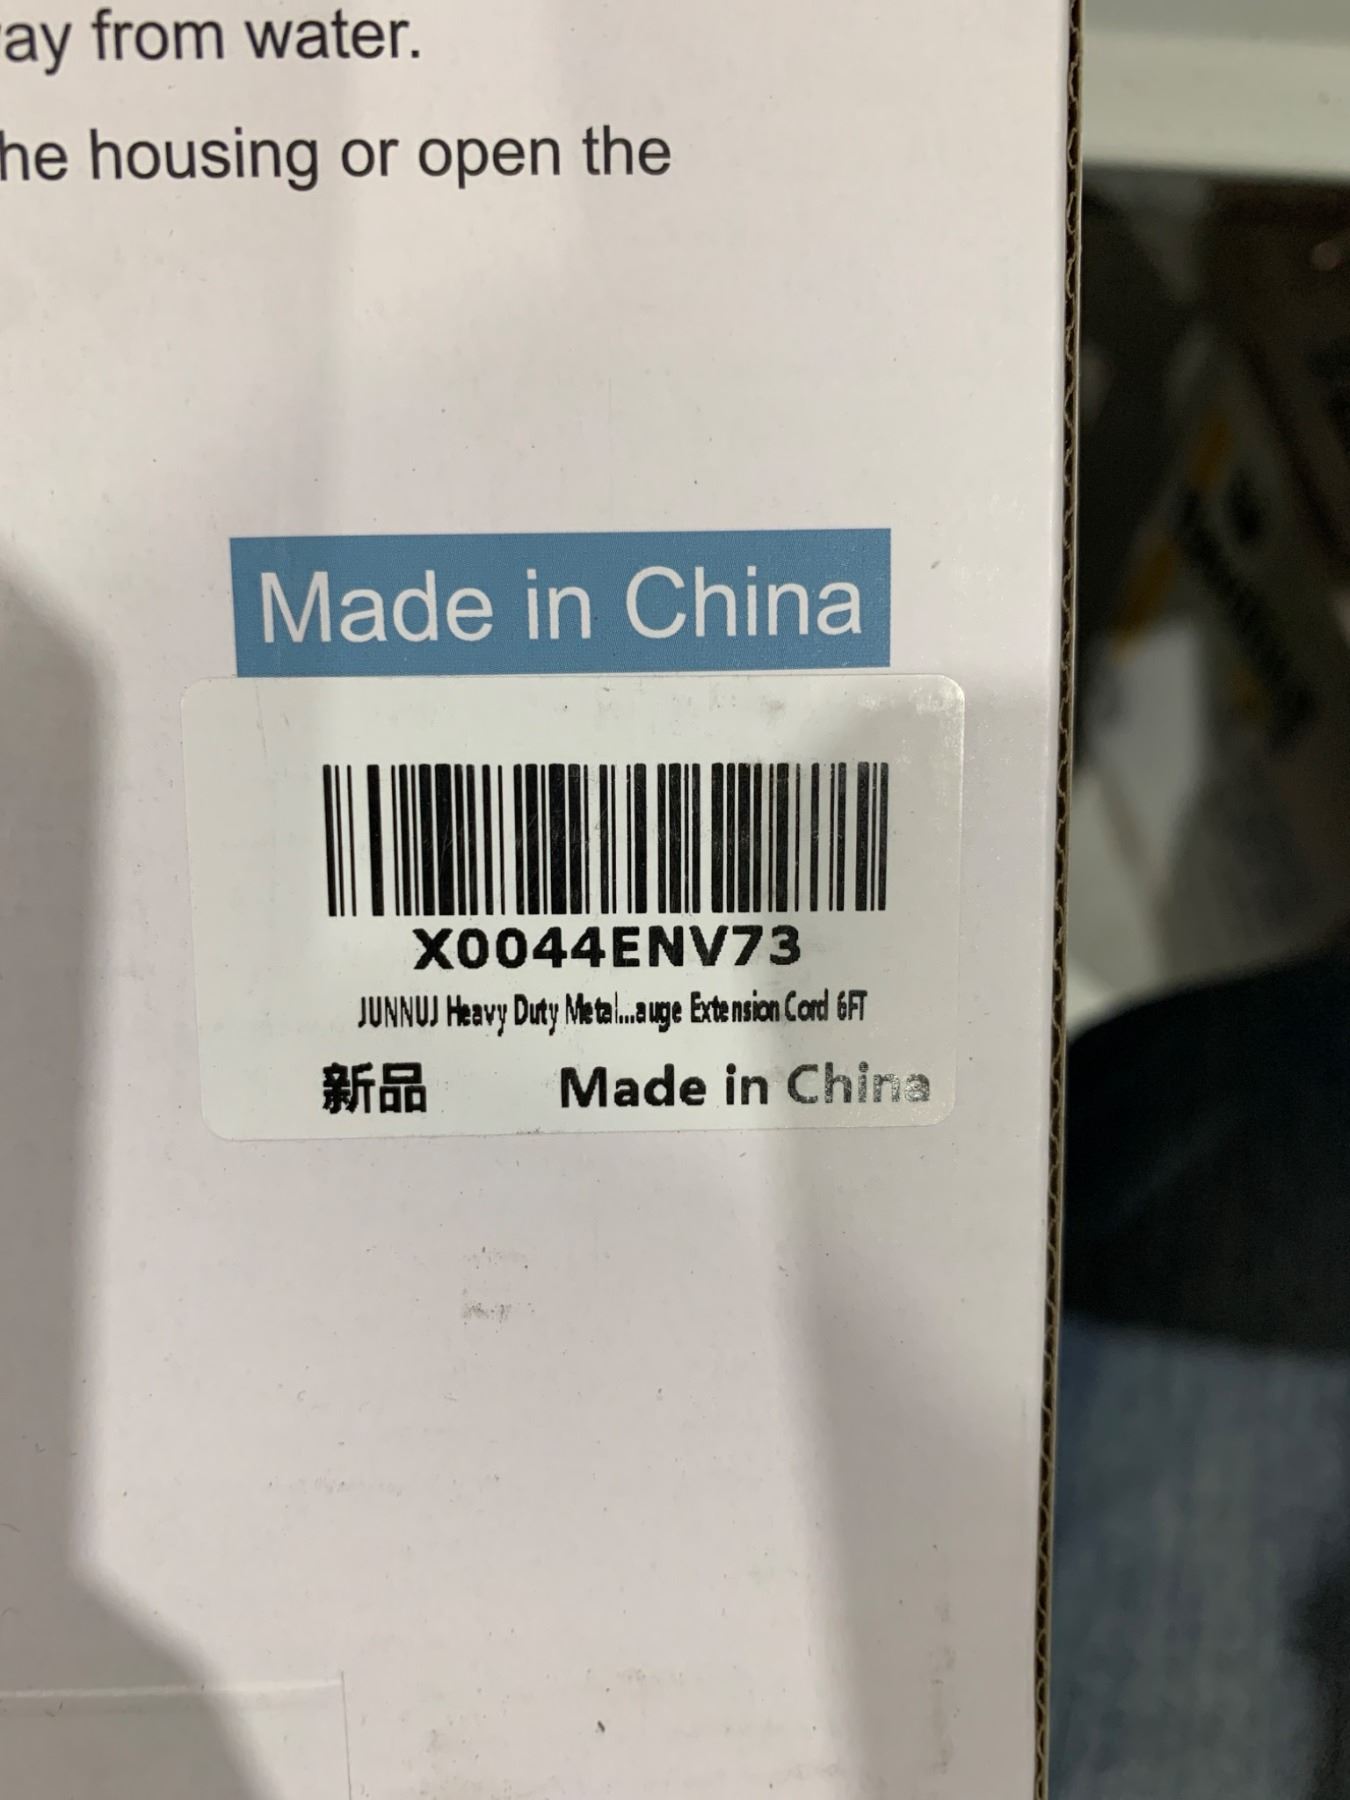 ay from water.
he housing or open the
Made in China
X0044ENV73
JUNNUJ Heavy Duty Metal...auge Extension Cord 6FT
新品 Made in China